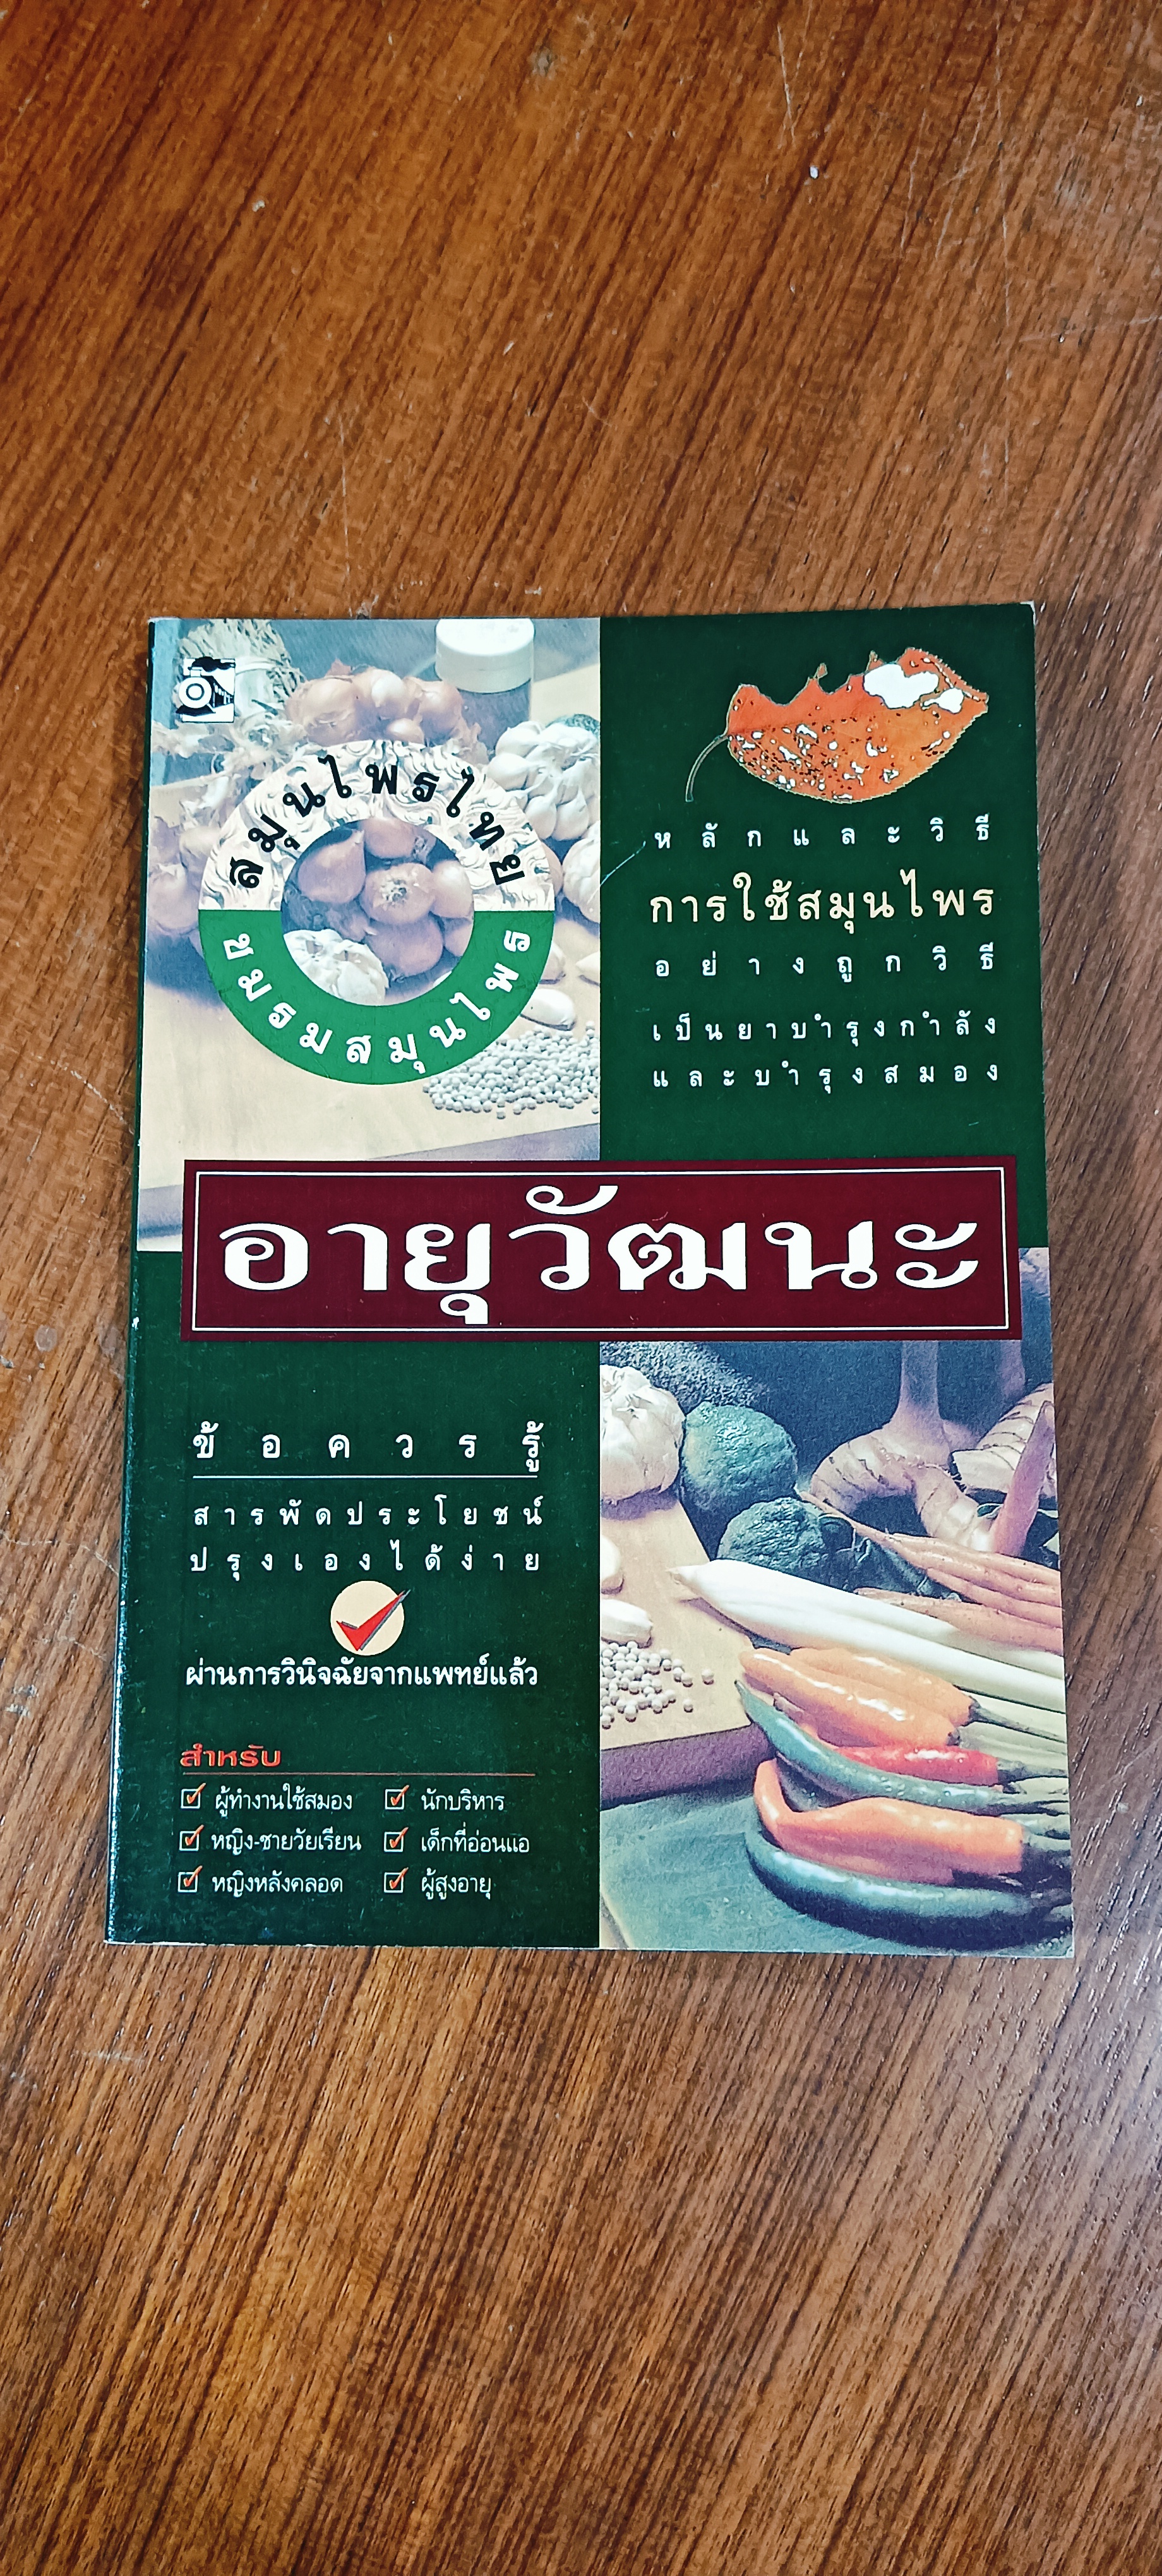 สมุนไพรไทย
ชมรมสมุนไพร
หลักและวิธี
การใช้สมุนไพร
อย่างถูกวิธี
เป็นยาบำรุงกำลัง
และบำรุงสมอง
อายุวัฒนะ
ข้อควรรู้
สารพัดประโยชน์
ปรุงเองได้ง่าย
ผ่านการวินิจฉัยจากแพทย์แล้ว
สำหรับ
ผู้ทำงานใช้สมอง นักบริหาร
หญิง-ชายวัยเรียน เด็กที่อ่อนแอ
หญิงหลังคลอด ผู้สูงอายุ